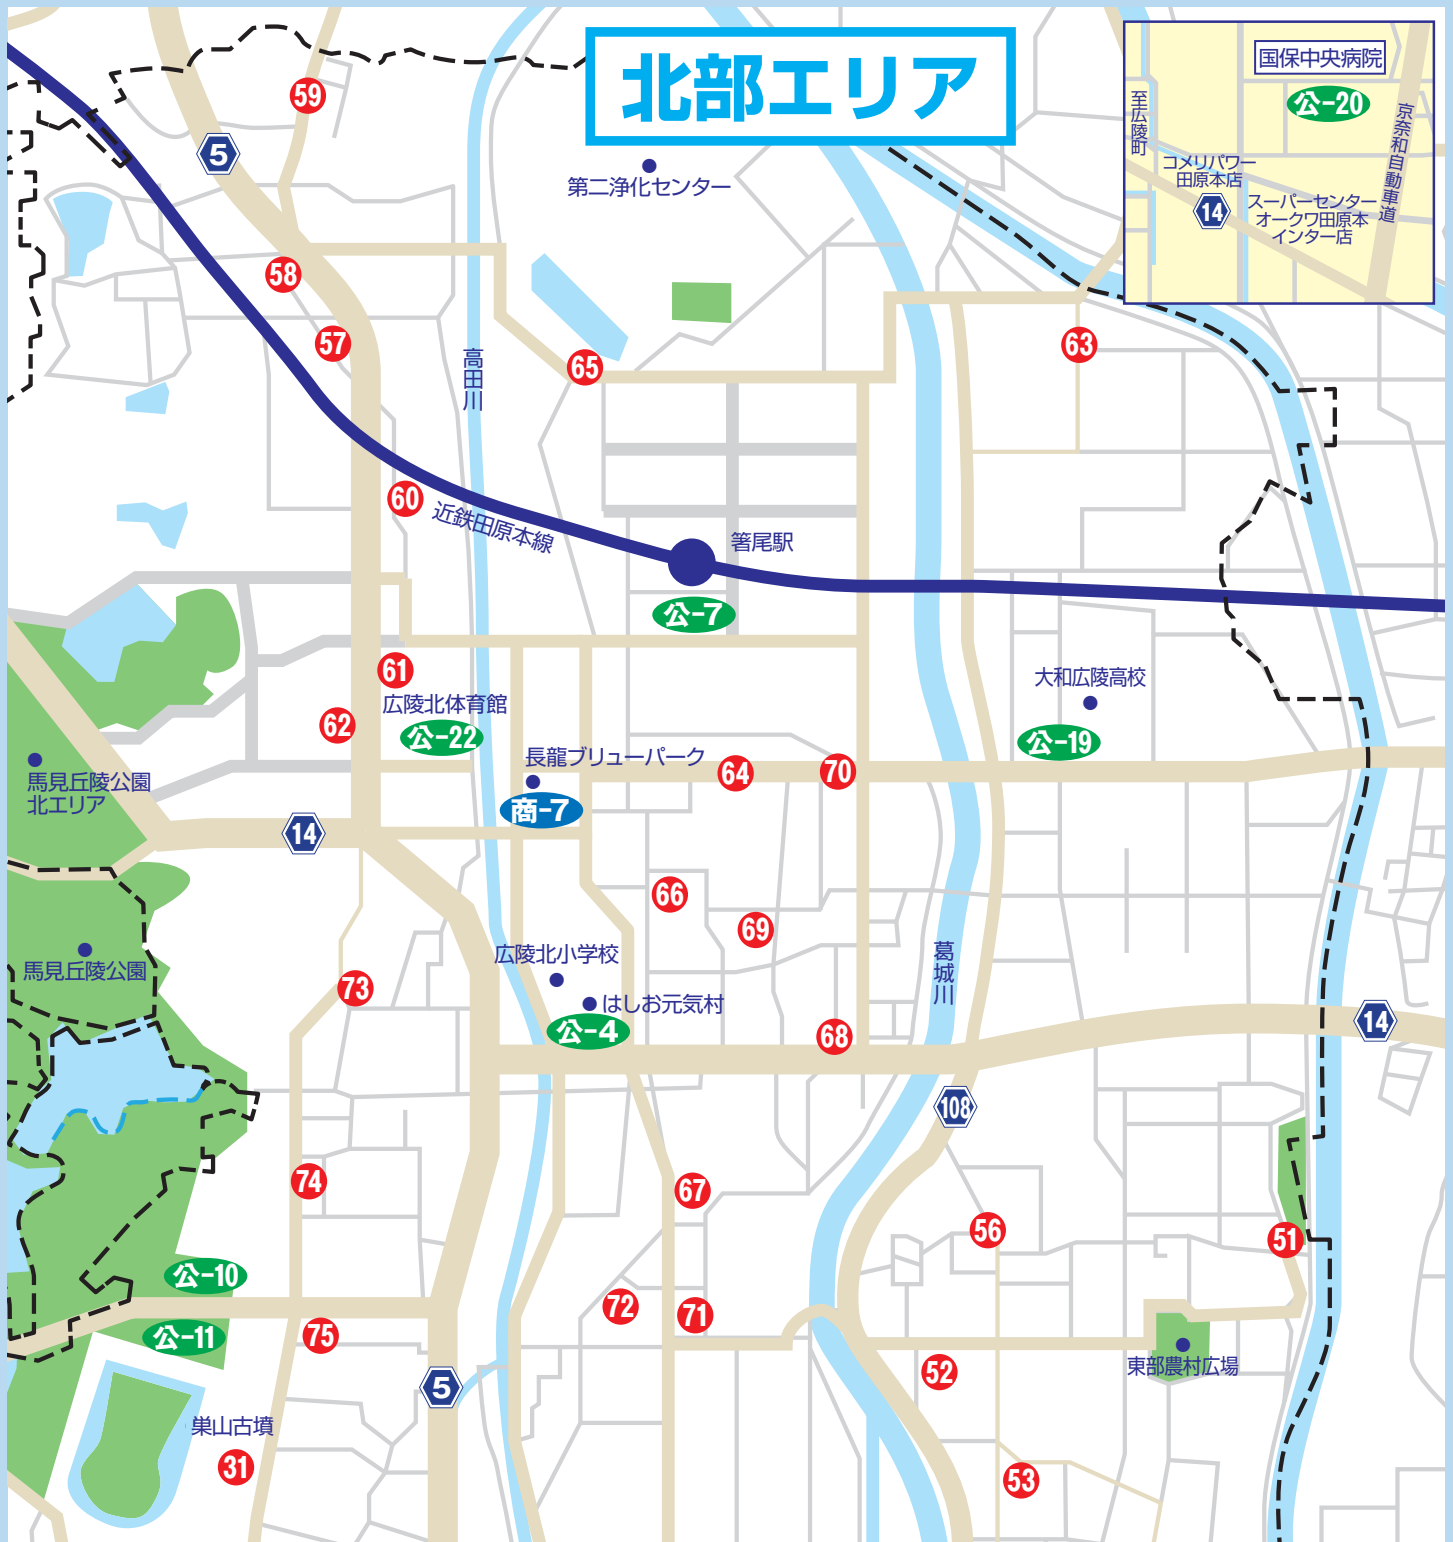 北部エリア
国保中央病院
公-20
至広陵町
京奈和自動車道
コメリパワー
田原本店
14
スーパーセンター
オークワ田原本
インター店
59
5
第二浄化センター
58
57
65
63
高田川
60
近鉄田原本線
箸尾駅
公-7
61
広陵北体育館
62
公-22
大和広陵高校
公-19
長龍ブリューパーク
64
70
馬見丘陵公園
北エリア
商-7
14
66
69
広陵北小学校
葛城川
馬見丘陵公園
73
はしお元気村
公-4
68
14
108
74
67
56
51
公-10
72
71
公-11
75
52
東部農村広場
5
巣山古墳
31
53